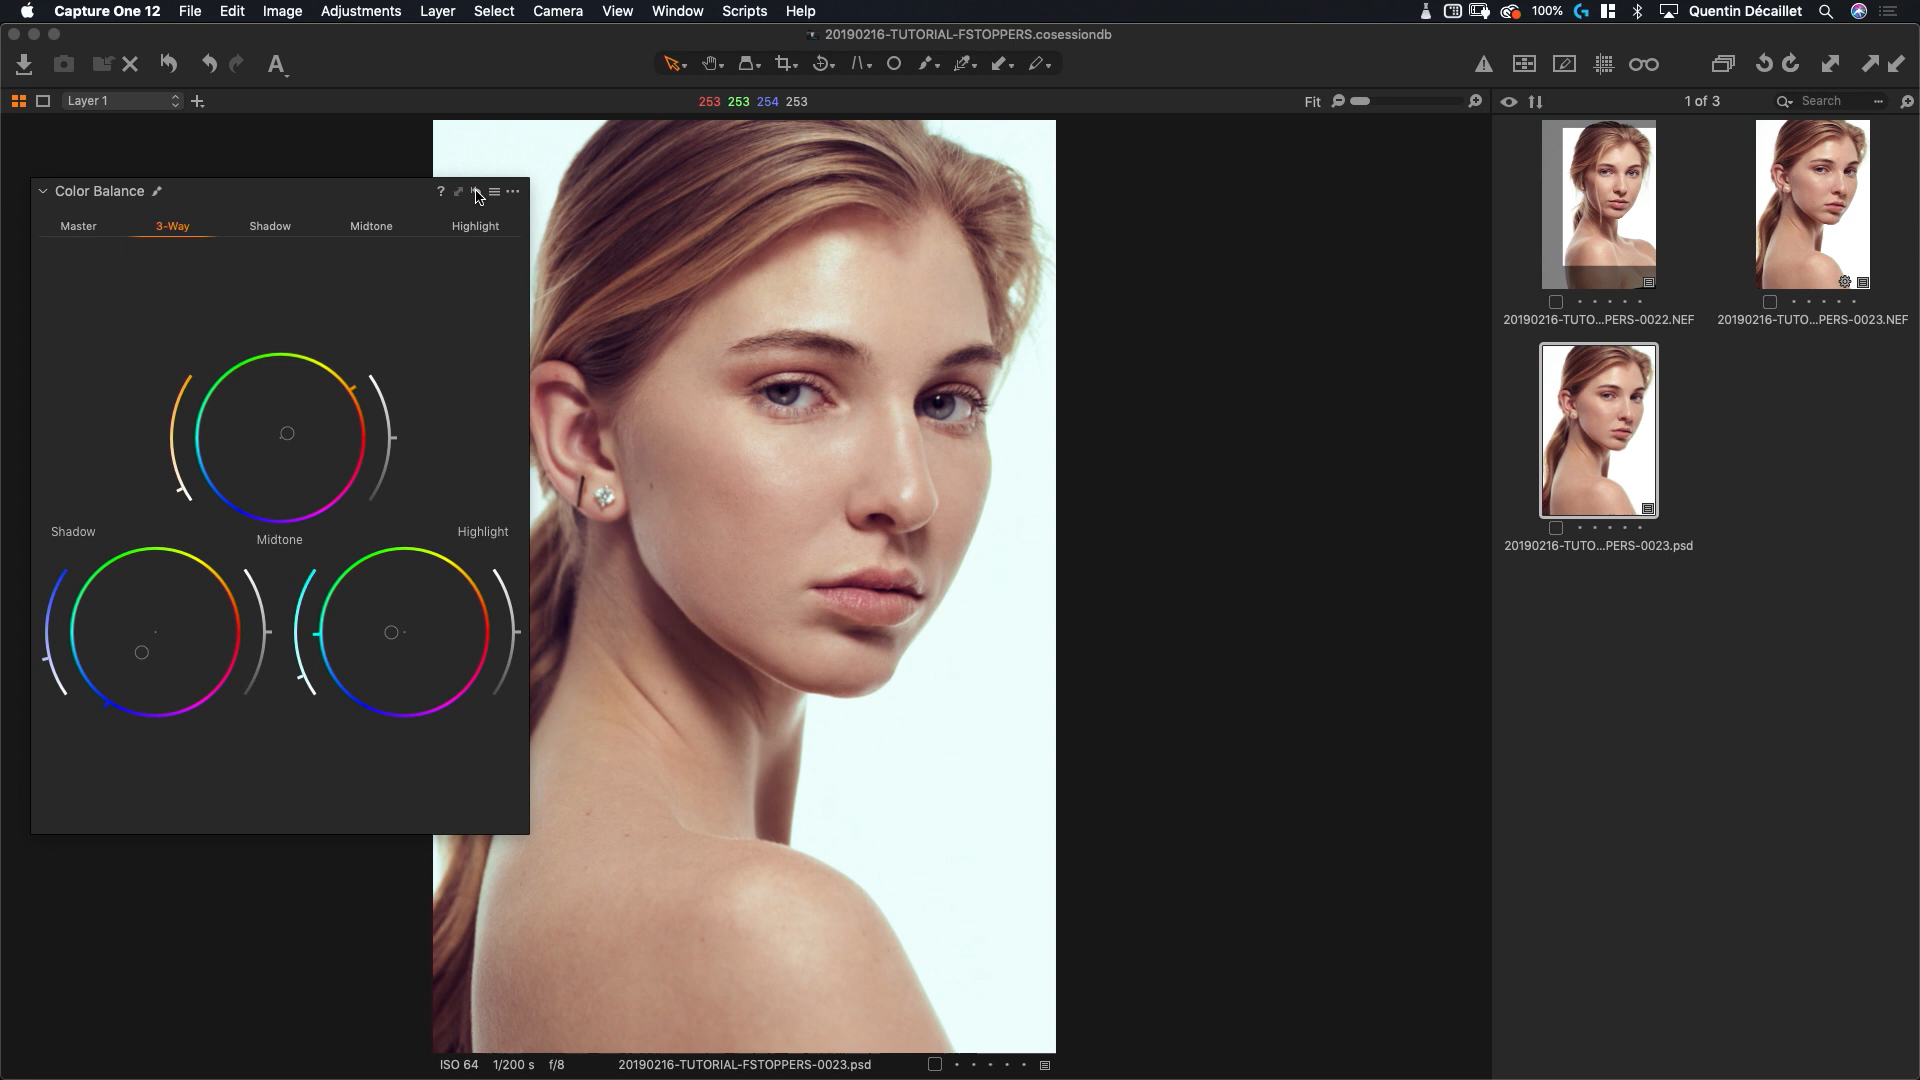 Capture One 12 File Edit Image Adjustments Layer Select Camera View Window Scripts Help 100% Quentin Décaillet
20190216-TUTORIAL-FSTOPPERS.cosessiondb
A
Layer 1 253 253 254 253 Fit 1 of 3 Search
Color Balance ?
Master 3-Way Shadow Midtone Highlight
Shadow Midtone Highlight
20190216-TUTO...PERS-0022.NEF 20190216-TUTO...PERS-0023.NEF
20190216-TUTO...PERS-0023.psd
ISO 64 1/200 s f/8 20190216-TUTORIAL-FSTOPPERS-0023.psd